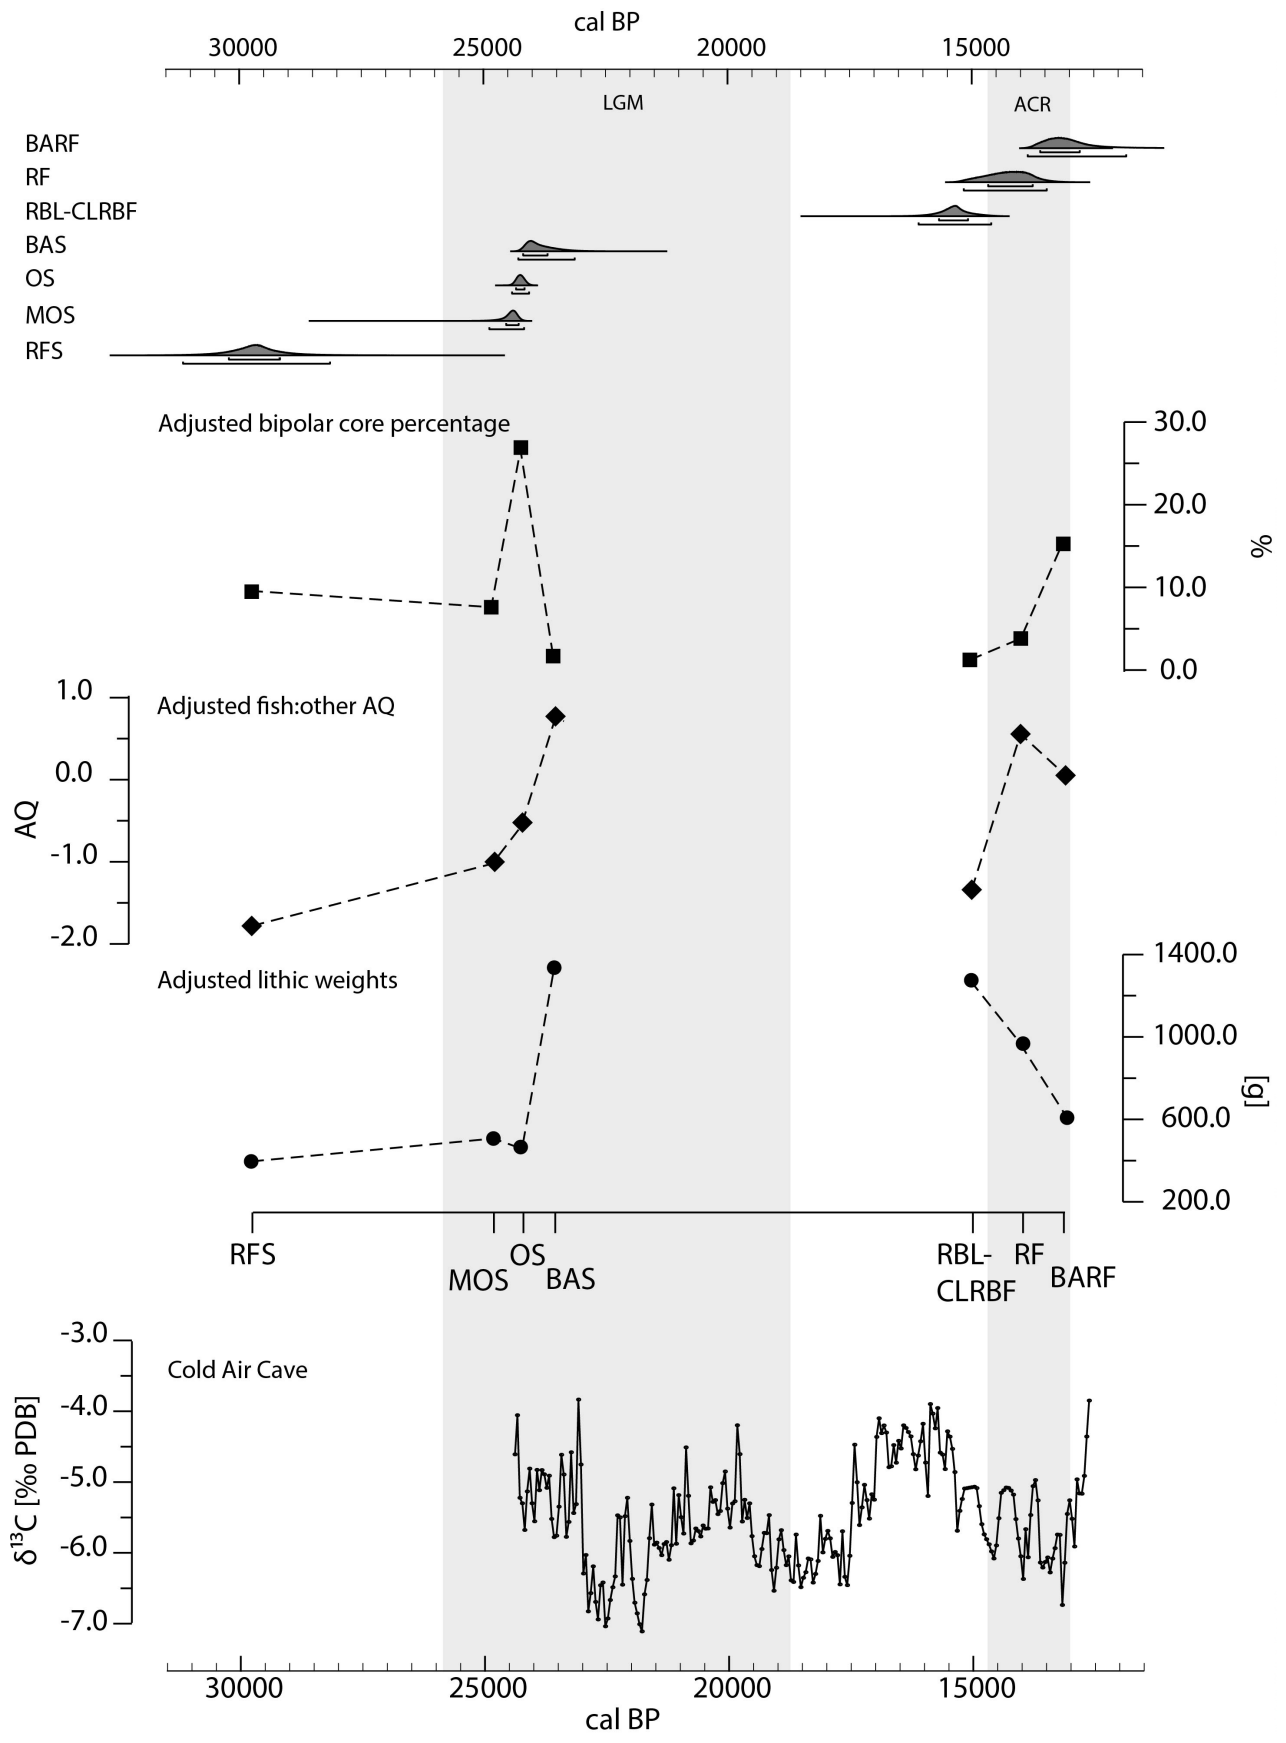 cal BP
30000 25000 20000 15000
LGM ACR
BARF
RF
RBL-CLRBF
BAS
OS
MOS
RFS
Adjusted bipolar core percentage
30.0
20.0
10.0
0.0
%
Adjusted fish:other AQ
1.0
0.0
-1.0
-2.0
AQ
Adjusted lithic weights
1400.0
1000.0
600.0
200.0
[g]
RFS OS RBL- RF
MOS BAS CLRBF BARF
Cold Air Cave
-3.0
-4.0
-5.0
-6.0
-7.0
δ¹³C [‰ PDB]
30000 25000 20000 15000
cal BP